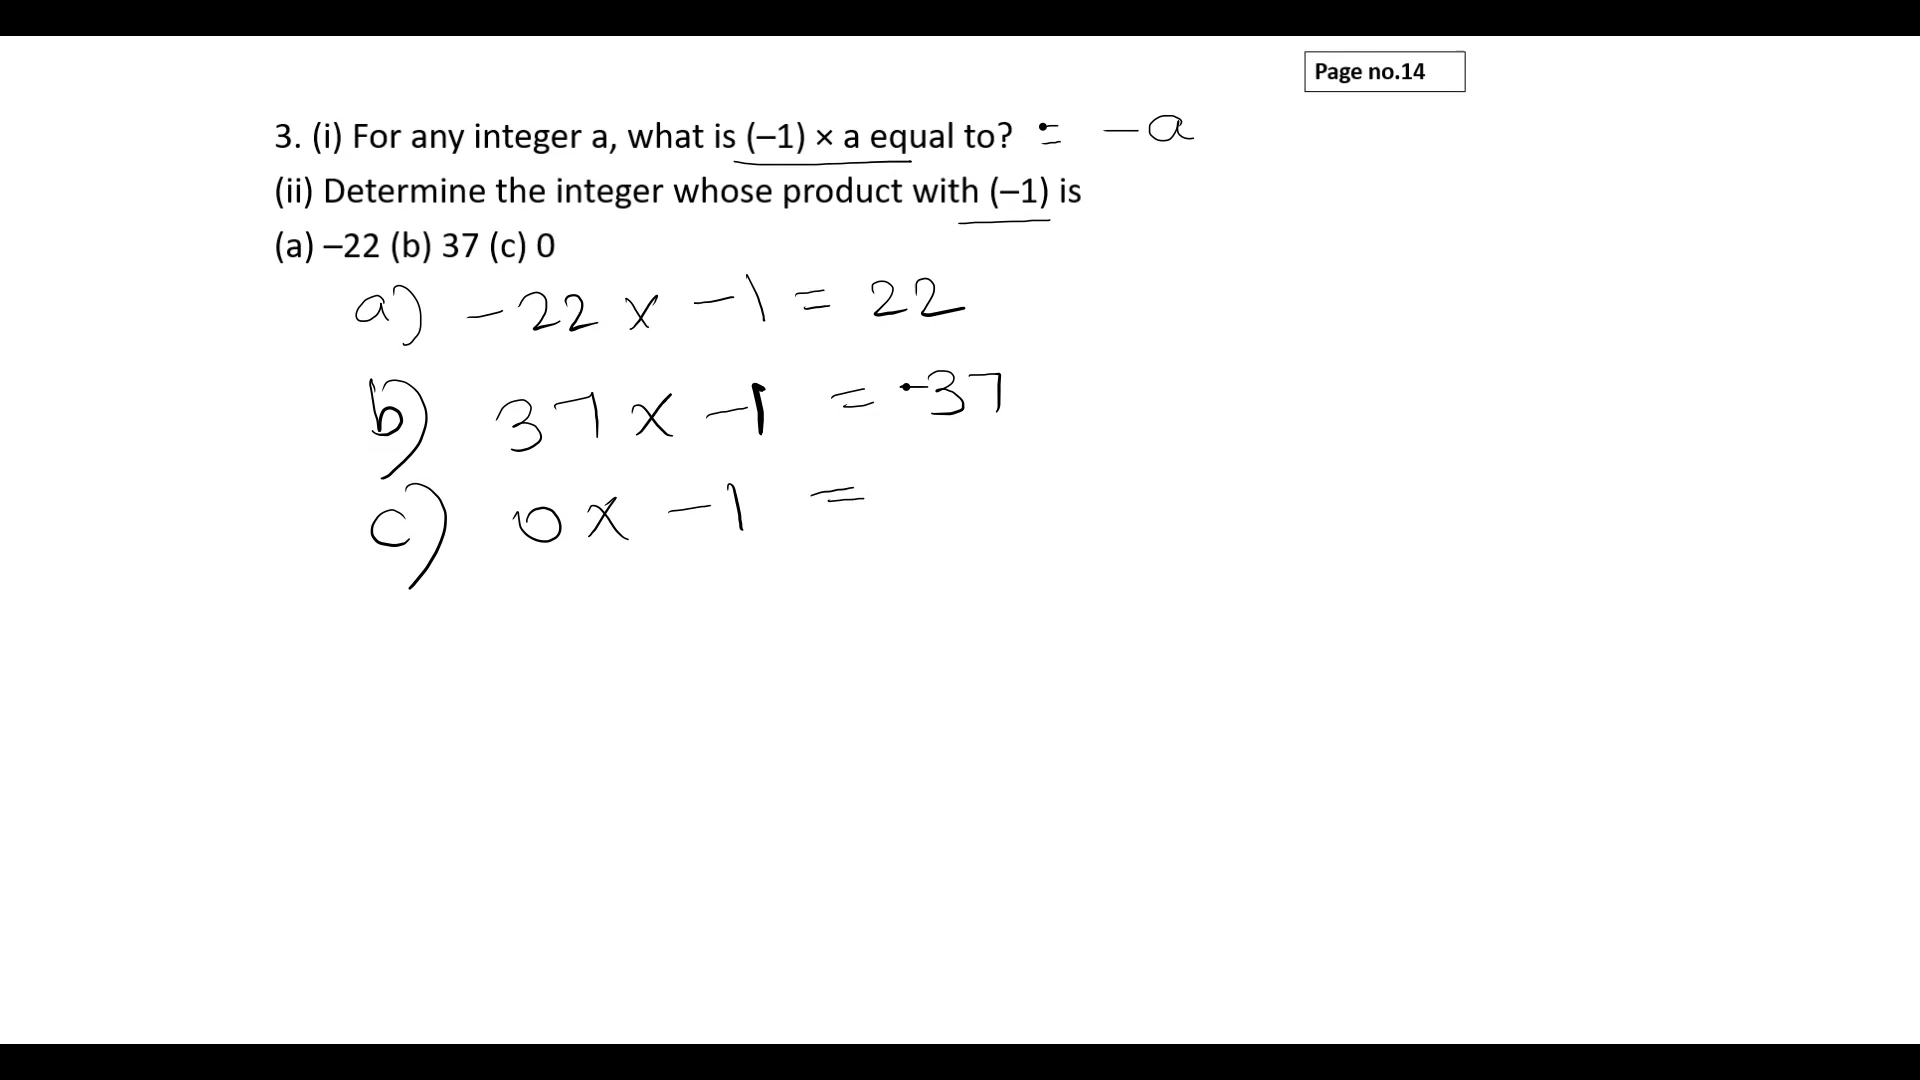 Page no.14
3. (i) For any integer a, what is (–1) × a equal to? = –a
(ii) Determine the integer whose product with (–1) is
(a) –22 (b) 37 (c) 0
a) –22 x –1 = 22
b) 37 x –1 = –37
c) 0 x –1 =